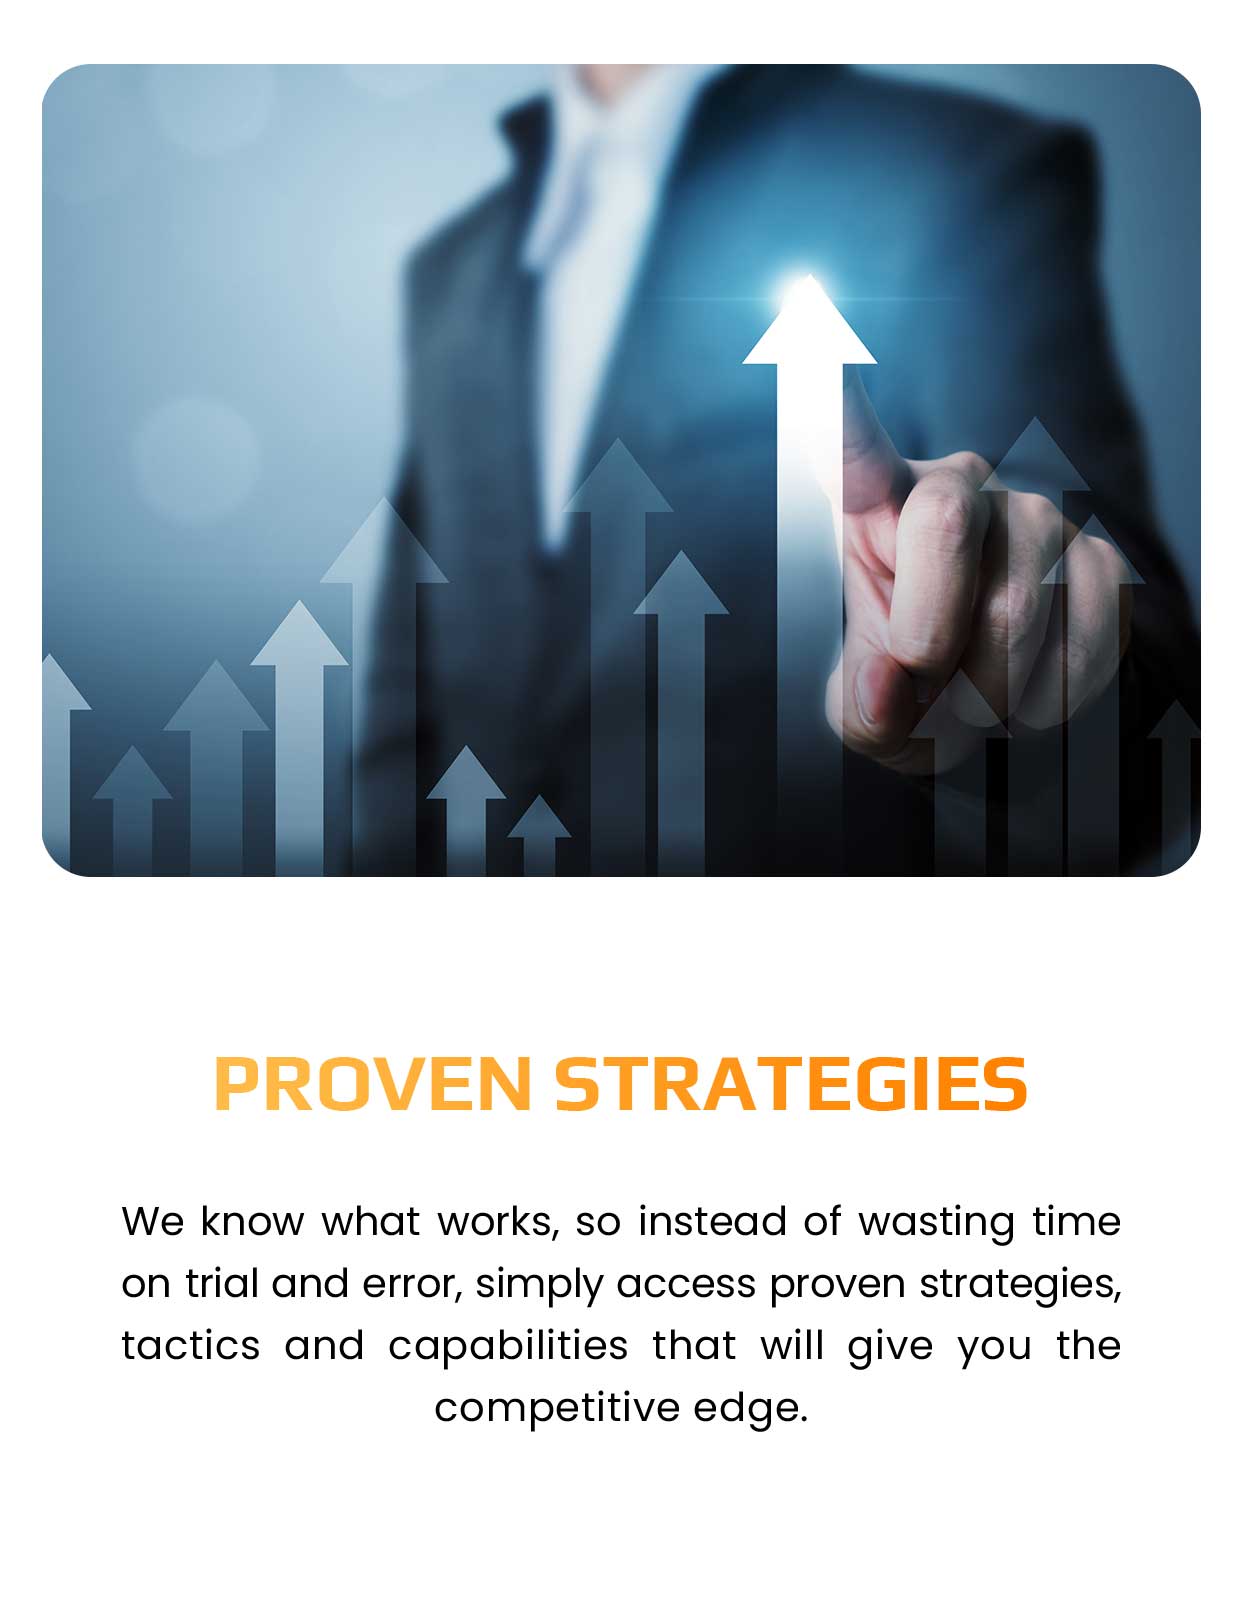 PROVEN STRATEGIES
We know what works, so instead of wasting time
on trial and error, simply access proven strategies,
tactics and capabilities that will give you the
competitive edge.